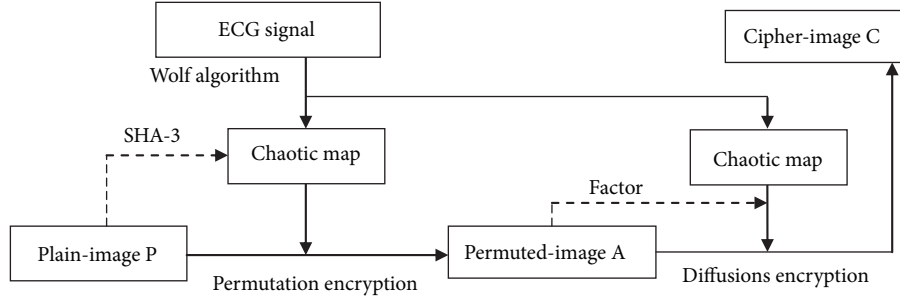 ECG signal
Cipher-image C
Wolf algorithm
SHA-3
Chaotic map
Chaotic map
Factor
Plain-image P
Permuted-image A
Permutation encryption
Diffusions encryption